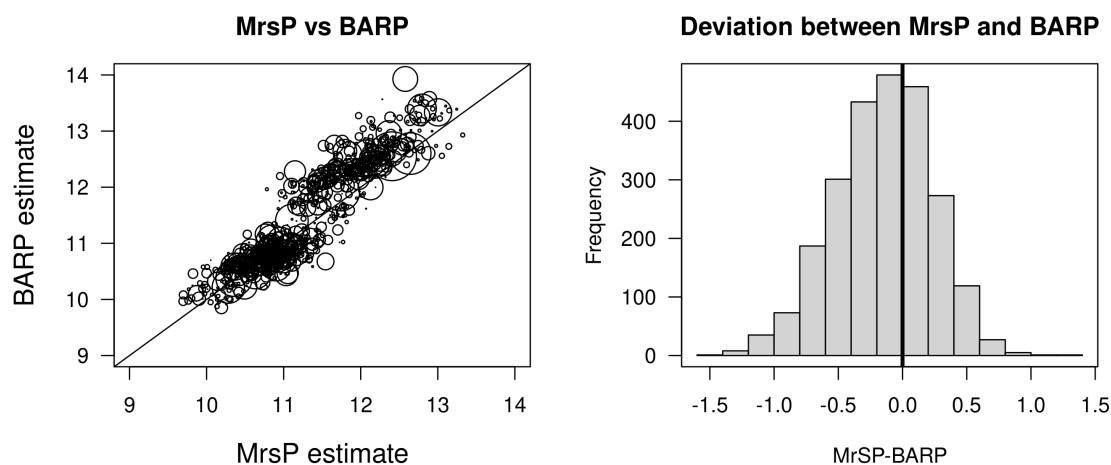 MrsP vs BARP
BARP estimate
14
13
12
11
10
9
9 10 11 12 13 14
MrsP estimate
Deviation between MrsP and BARP
Frequency
400
300
200
100
0
-1.5 -1.0 -0.5 0.0 0.5 1.0 1.5
MrSP-BARP